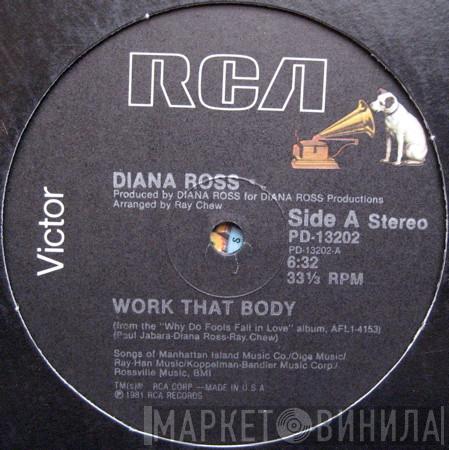 RCA
Victor
DIANA ROSS
Produced by DIANA ROSS for DIANA ROSS Productions
Arranged by Ray Chew
Side A Stereo
PD-13202
PD-13202-A
6:32
33⅓ RPM
WORK THAT BODY
(from the "Why Do Fools Fall in Love" album, AFL1-4153)
(Paul Jabara-Diana Ross-Ray Chew)
Songs of Manhattan Island Music Co./Olga Music/
Ray-Han Music/Koppelman-Bandler Music Corp./
Rossville Music, BMI
TM(s)® RCA CORP.—MADE IN U.S.A.
Ⓟ 1981 RCA RECORDS
МАРКЕТ ВИНИЛА